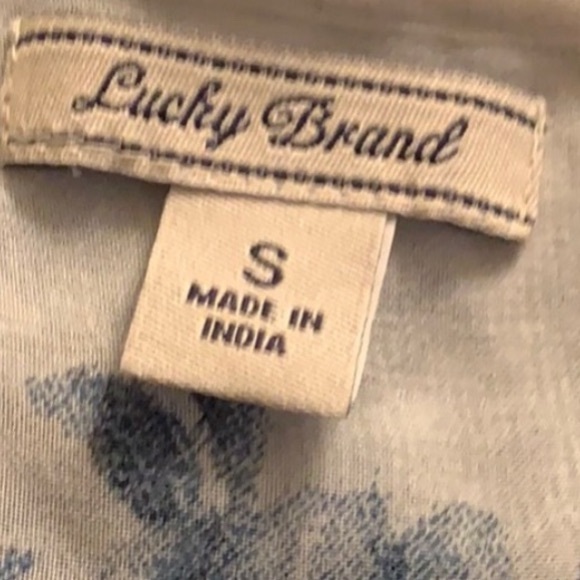 Lucky Brand
S
MADE IN
INDIA